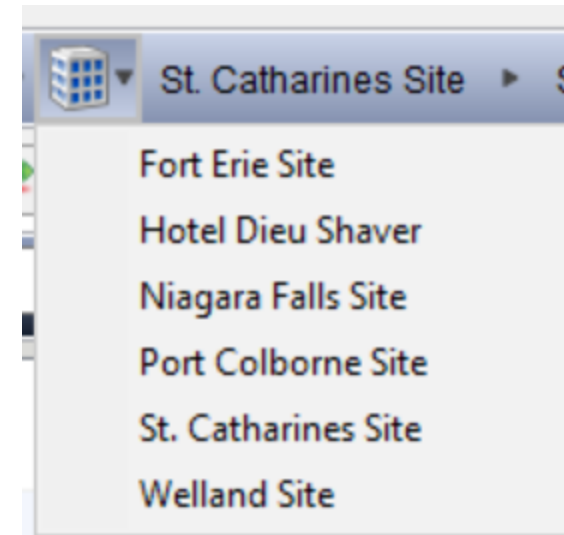 St. Catharines Site
Fort Erie Site
Hotel Dieu Shaver
Niagara Falls Site
Port Colborne Site
St. Catharines Site
Welland Site